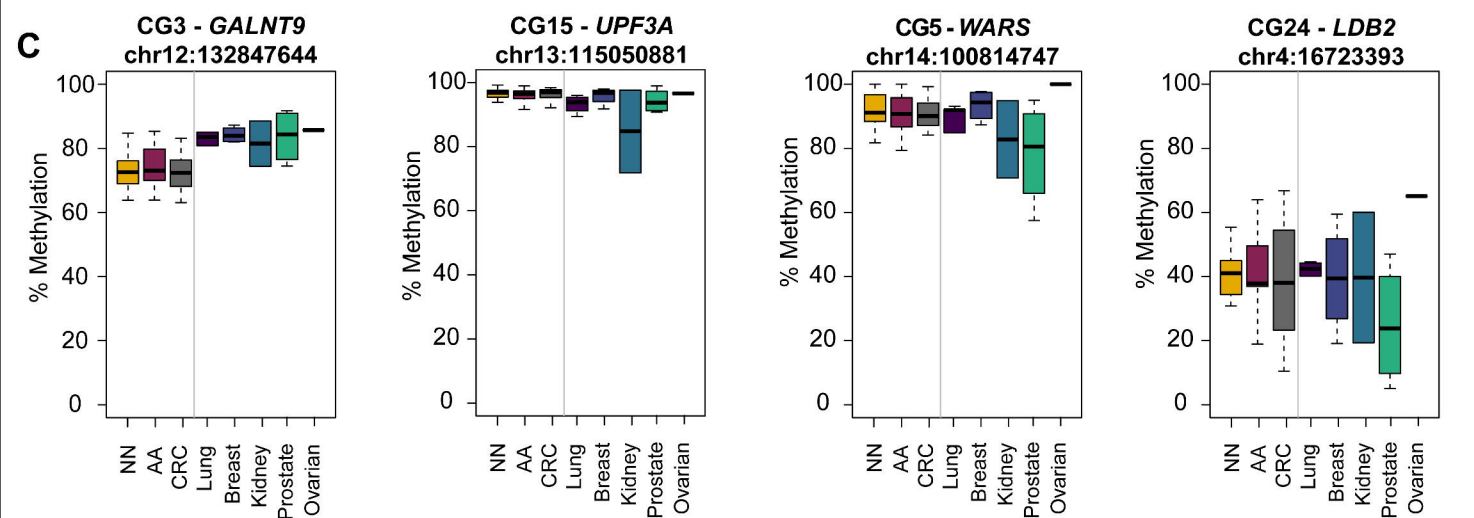 C
CG3 - GALNT9
chr12:132847644
% Methylation
100
80
60
40
20
0
NN
AA
CRC
Lung
Breast
Kidney
Prostate
Ovarian
CG15 - UPF3A
chr13:115050881
% Methylation
100
80
60
40
20
0
NN
AA
CRC
Lung
Breast
Kidney
Prostate
Ovarian
CG5 - WARS
chr14:100814747
% Methylation
100
80
60
40
20
0
NN
AA
CRC
Lung
Breast
Kidney
Prostate
Ovarian
CG24 - LDB2
chr4:16723393
% Methylation
100
80
60
40
20
0
NN
AA
CRC
Lung
Breast
Kidney
Prostate
Ovarian